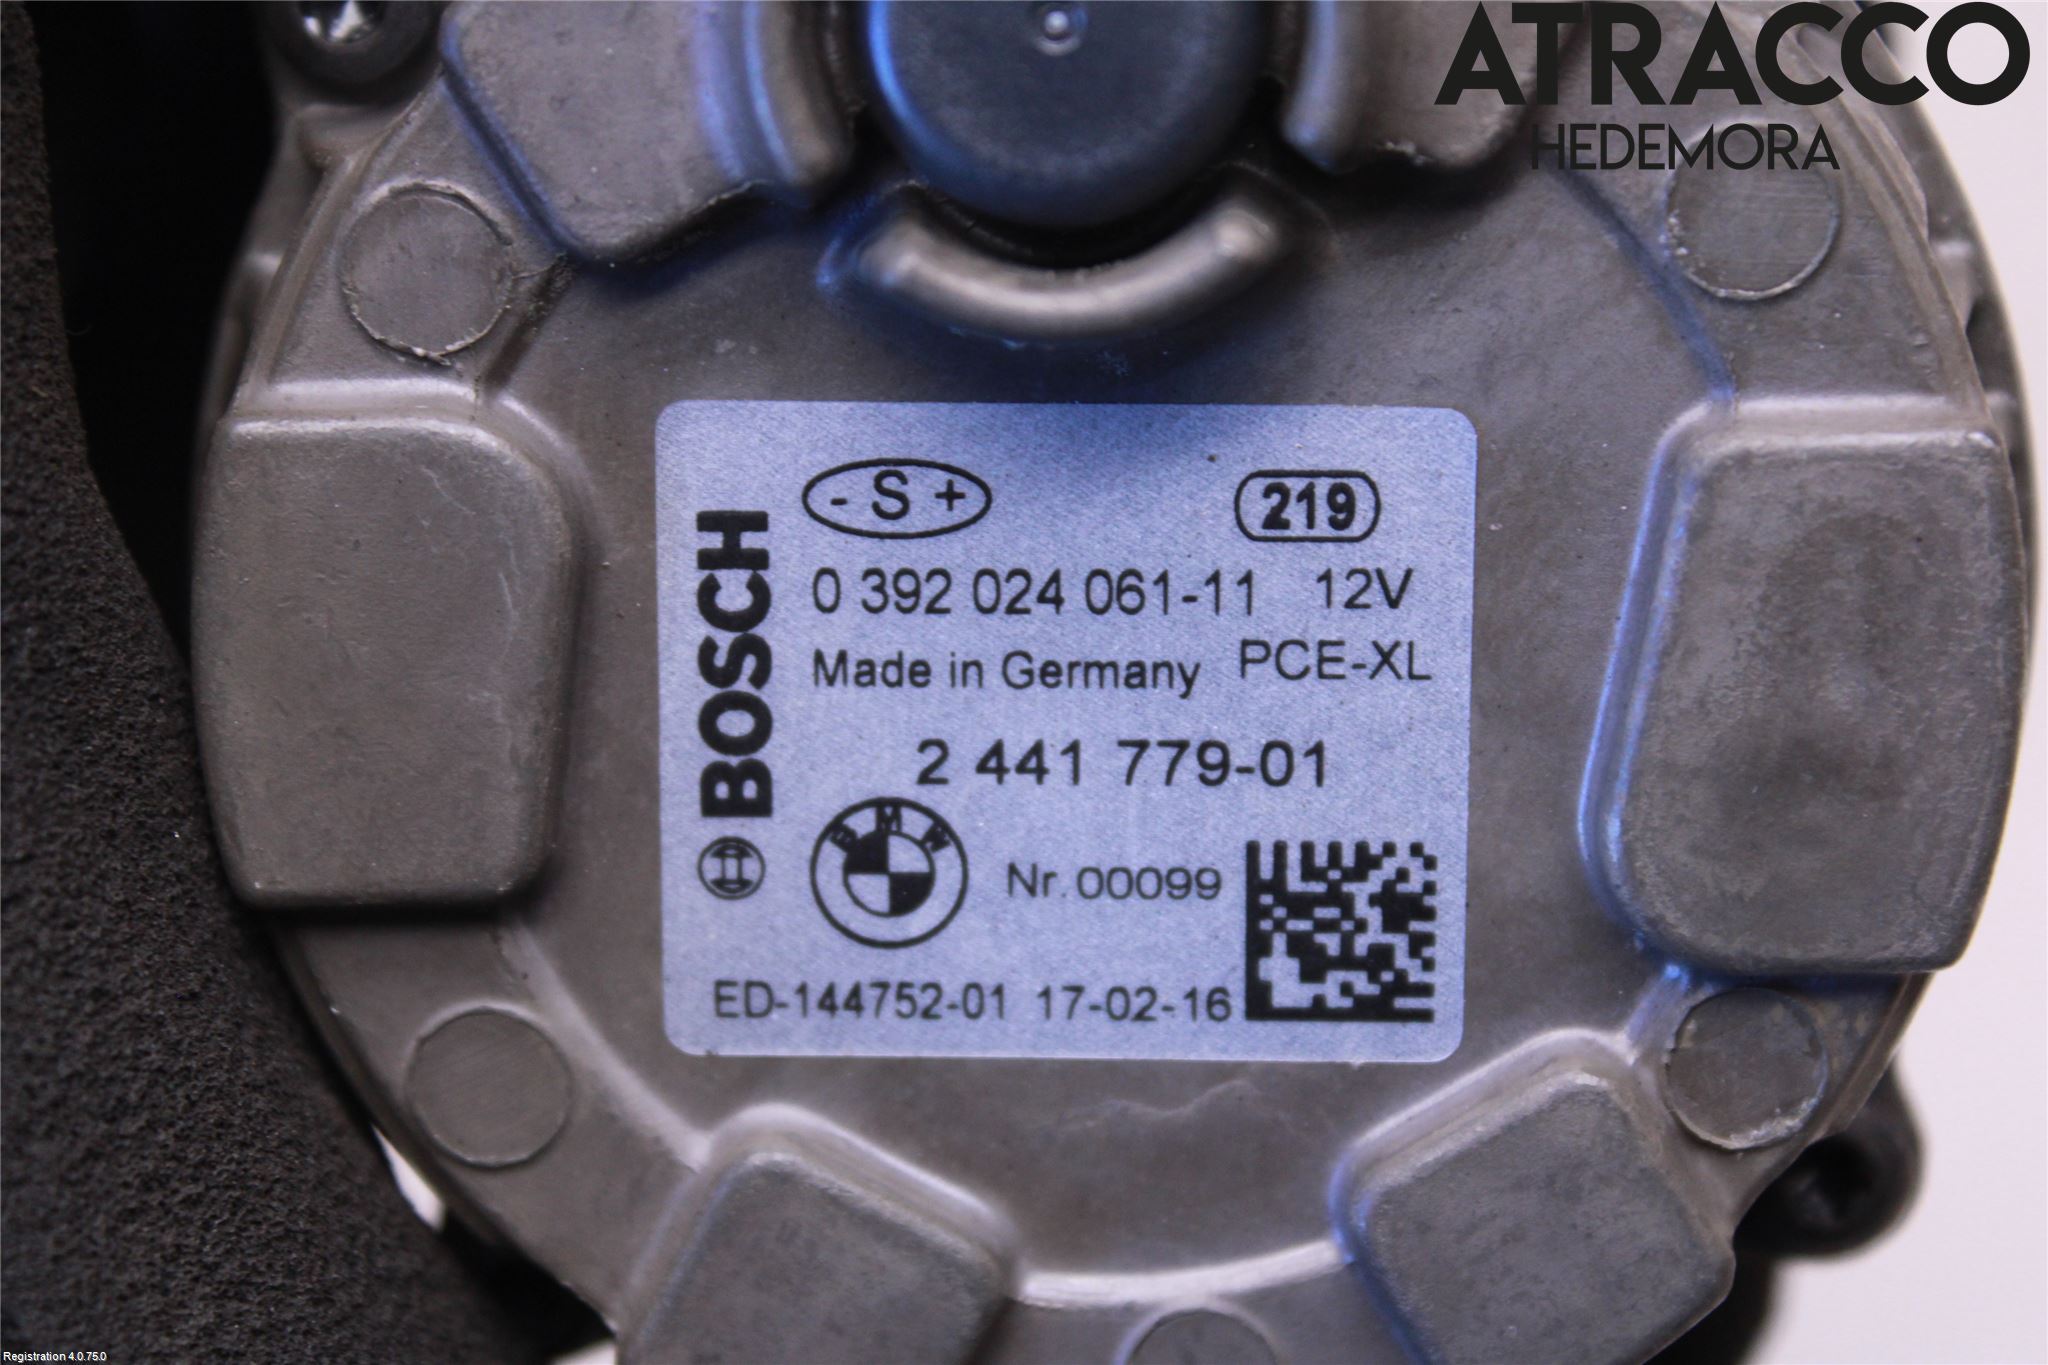 ATRACCO
HEDEMORA
- S +
219
0 392 024 061-11 12V
Made in Germany PCE-XL
BOSCH
2 441 779-01
BMW
Nr. 00099
ED-144752-01 17-02-16
Registration 4.0.75.0